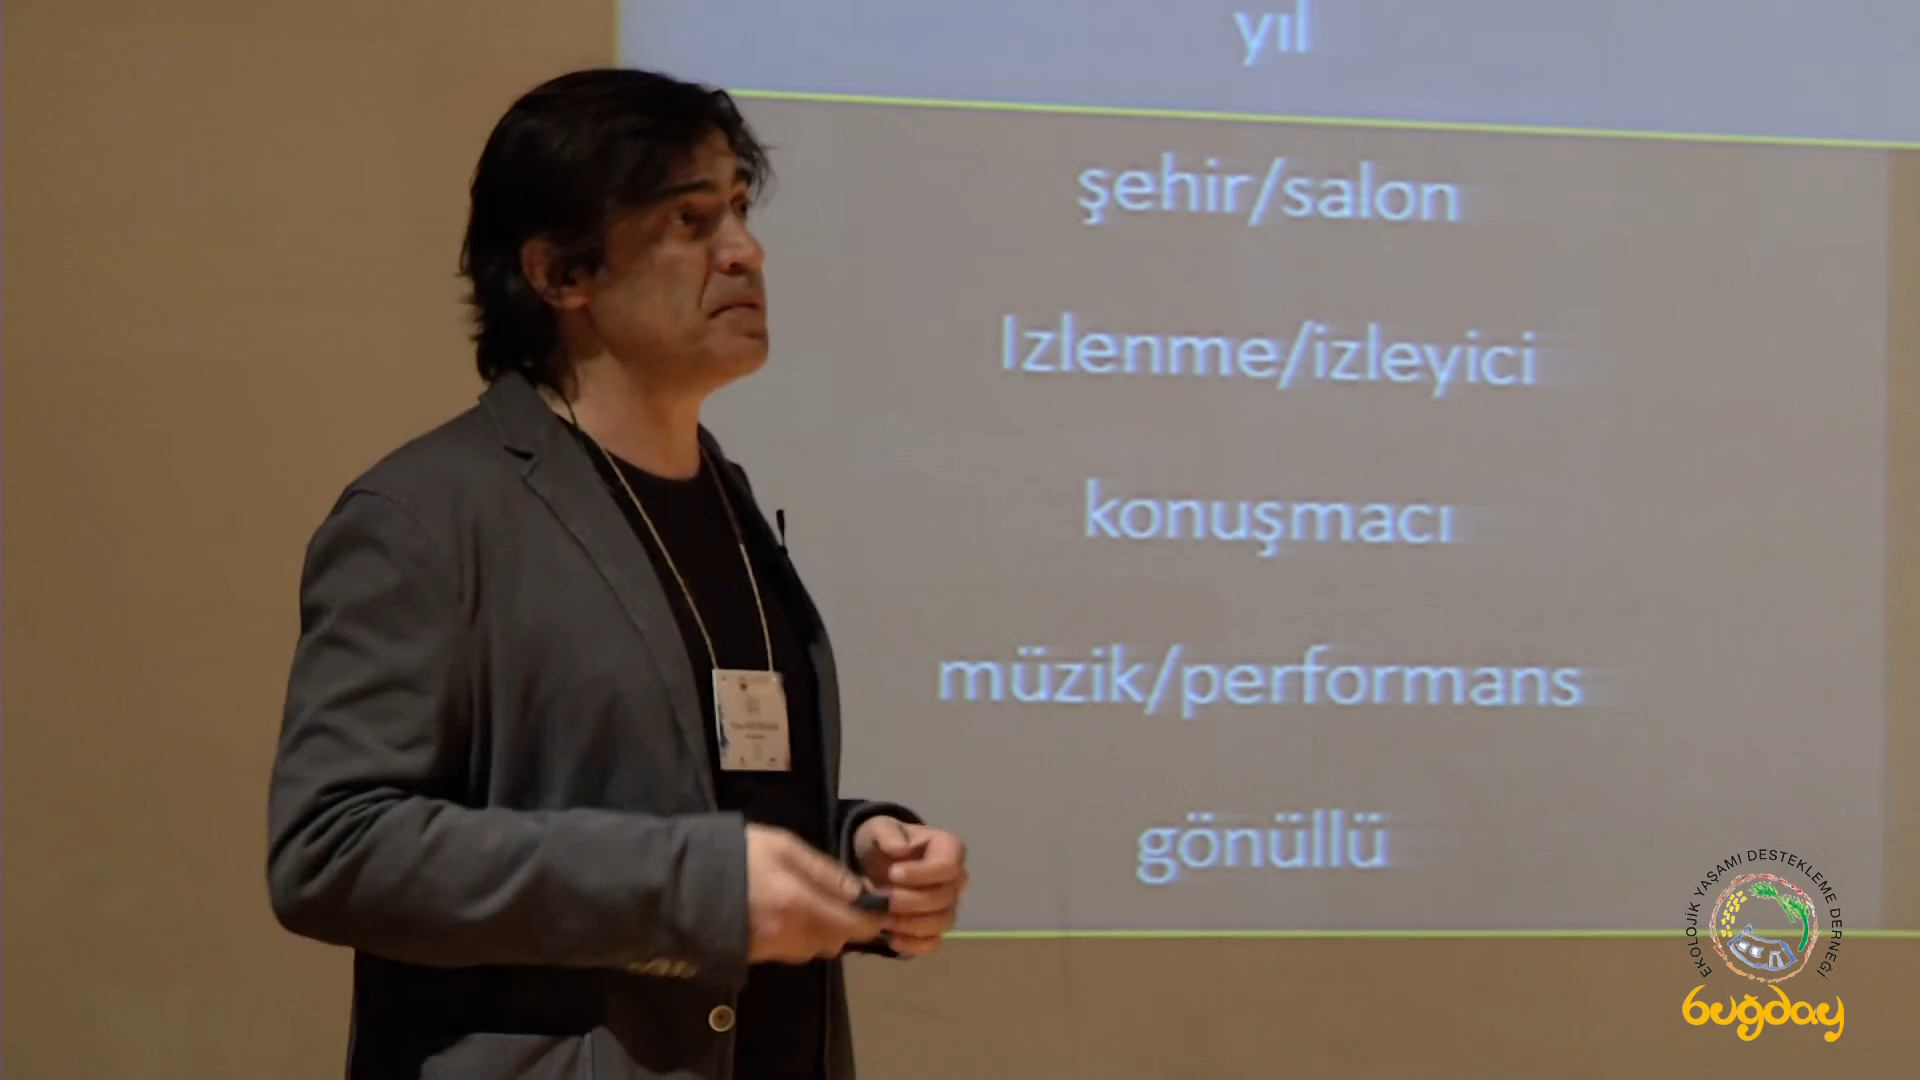 yıl
şehir/salon
Izlenme/izleyici
konuşmacı
müzik/performans
gönüllü
EKOLOJİK YAŞAMI DESTEKLEME DERNEĞİ
buğday